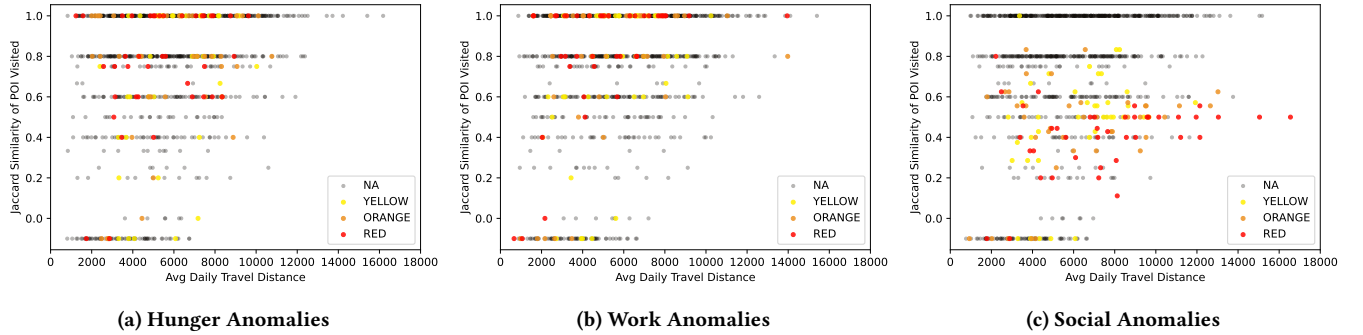 Jaccard Similarity of POI Visited
1.0
0.8
0.6
0.4
0.2
0.0
NA
YELLOW
ORANGE
RED
0 2000 4000 6000 8000 10000 12000 14000 16000 18000
Avg Daily Travel Distance
(a) Hunger Anomalies
Jaccard Similarity of POI Visited
1.0
0.8
0.6
0.4
0.2
0.0
NA
YELLOW
ORANGE
RED
0 2000 4000 6000 8000 10000 12000 14000 16000 18000
Avg Daily Travel Distance
(b) Work Anomalies
Jaccard Similarity of POI Visited
1.0
0.8
0.6
0.4
0.2
0.0
NA
YELLOW
ORANGE
RED
0 2000 4000 6000 8000 10000 12000 14000 16000 18000
Avg Daily Travel Distance
(c) Social Anomalies